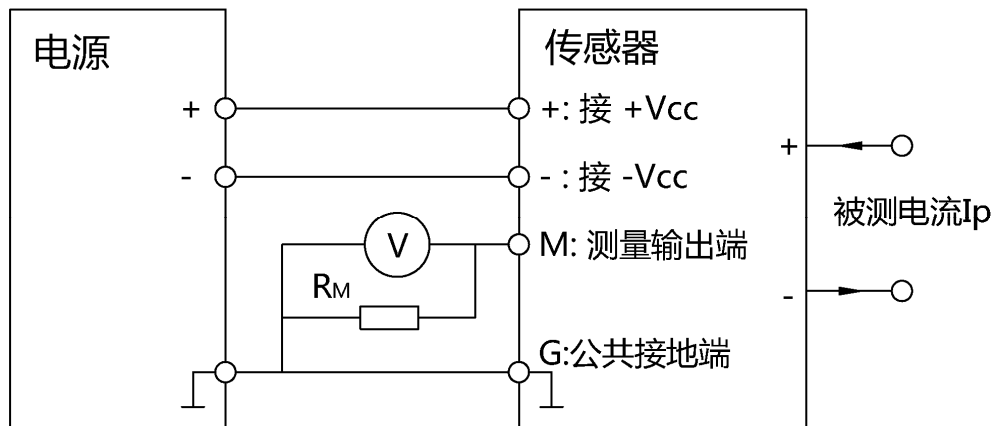 电源
传感器
+
+: 接 +Vcc
+
-
- : 接 -Vcc
被测电流Ip
V
M: 测量输出端
RM
-
G:公共接地端